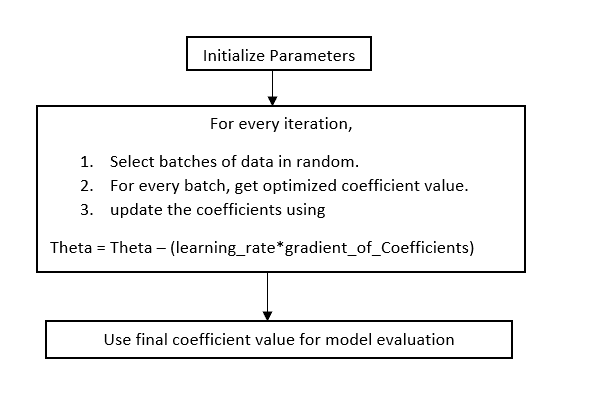 Initialize Parameters
For every iteration,
1. Select batches of data in random.
2. For every batch, get optimized coefficient value.
3. update the coefficients using
Theta = Theta – (learning_rate*gradient_of_Coefficients)
Use final coefficient value for model evaluation